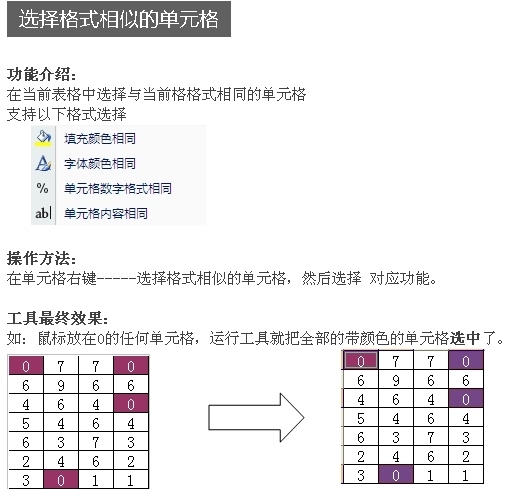 选择格式相似的单元格
功能介绍：
在当前表格中选择与当前格格式相同的单元格
支持以下格式选择
填充颜色相同
A 字体颜色相同
% 单元格数字格式相同
ab| 单元格内容相同
操作方法：
在单元格右键-----选择格式相似的单元格，然后选择 对应功能。
工具最终效果：
如：鼠标放在0的任何单元格，运行工具就把全部的带颜色的单元格选中了。
0 7 7 0
6 9 6 6
4 6 4 0
5 4 6 4
6 3 7 3
2 4 6 2
3 0 1 1
0 7 7 0
6 9 6 6
4 6 4 0
5 4 6 4
6 3 7 3
2 4 6 2
3 0 1 1